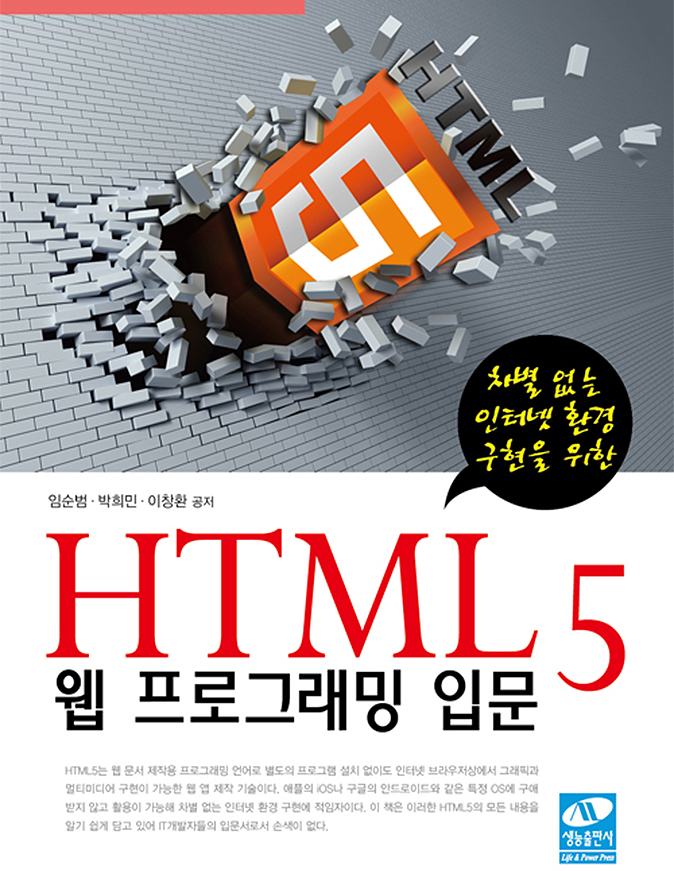 HTML
5
차별 없는
인터넷 환경
구현을 위한
임순범 · 박희민 · 이창환 공저
HTML 5
웹 프로그래밍 입문
HTML5는 웹 문서 제작용 프로그래밍 언어로 별도의 프로그램 설치 없이도 인터넷 브라우저상에서 그래픽과
멀티미디어 구현이 가능한 웹 앱 제작 기술이다. 애플의 iOS나 구글의 안드로이드와 같은 특정 OS에 구애
받지 않고 활용이 가능해 차별 없는 인터넷 환경 구현에 적임자이다. 이 책은 이러한 HTML5의 모든 내용을
알기 쉽게 담고 있어 IT개발자들의 입문서로서 손색이 없다.
생능출판사
Life & Power Press